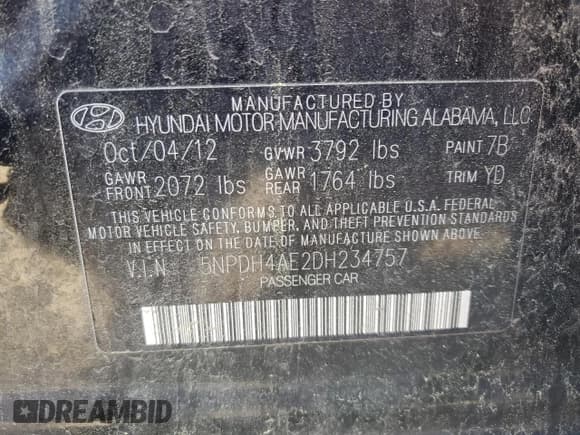 MANUFACTURED BY
HYUNDAI MOTOR MANUFACTURING ALABAMA, LLC
Oct/04/12 GVWR 3792 lbs PAINT 7B
GAWR FRONT 2072 lbs GAWR REAR 1764 lbs TRIM YD
THIS VEHICLE CONFORMS TO ALL APPLICABLE U.S.A. FEDERAL
MOTOR VEHICLE SAFETY, BUMPER, AND THEFT PREVENTION STANDARDS
IN EFFECT ON THE DATE OF MANUFACTURE SHOWN ABOVE.
V.I.N 5NPDH4AE2DH234757
PASSENGER CAR
DREAMBID